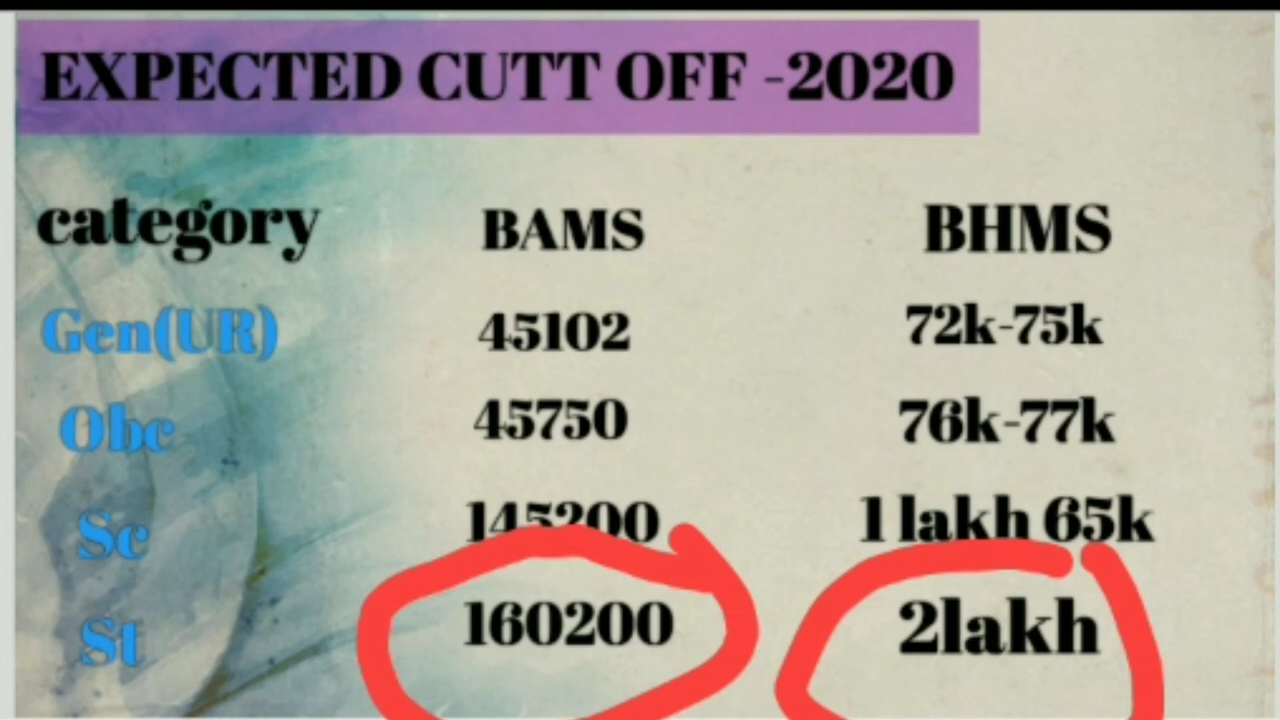 EXPECTED CUTT OFF -2020
category BAMS BHMS
Gen(UR) 45102 72k-75k
Obc 45750 76k-77k
Sc 145200 1 lakh 65k
St 160200 2lakh